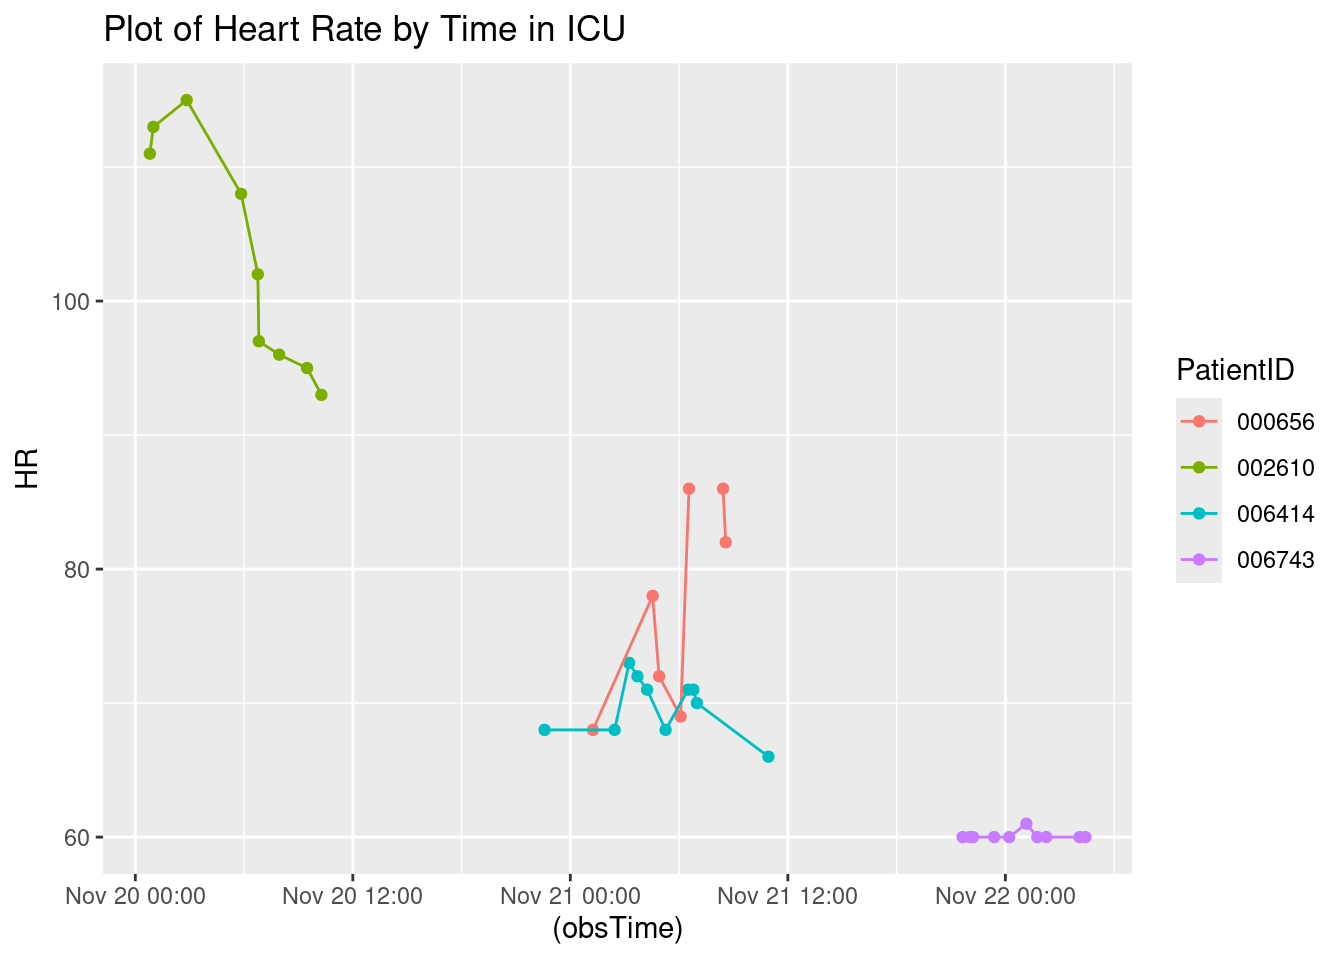 Plot of Heart Rate by Time in ICU
HR
100
80
60
Nov 20 00:00 Nov 20 12:00 Nov 21 00:00 Nov 21 12:00 Nov 22 00:00
(obsTime)
PatientID
000656
002610
006414
006743